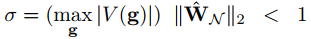 σ = (max_g |V(g)|) ‖Ŵ_𝒩‖₂ < 1